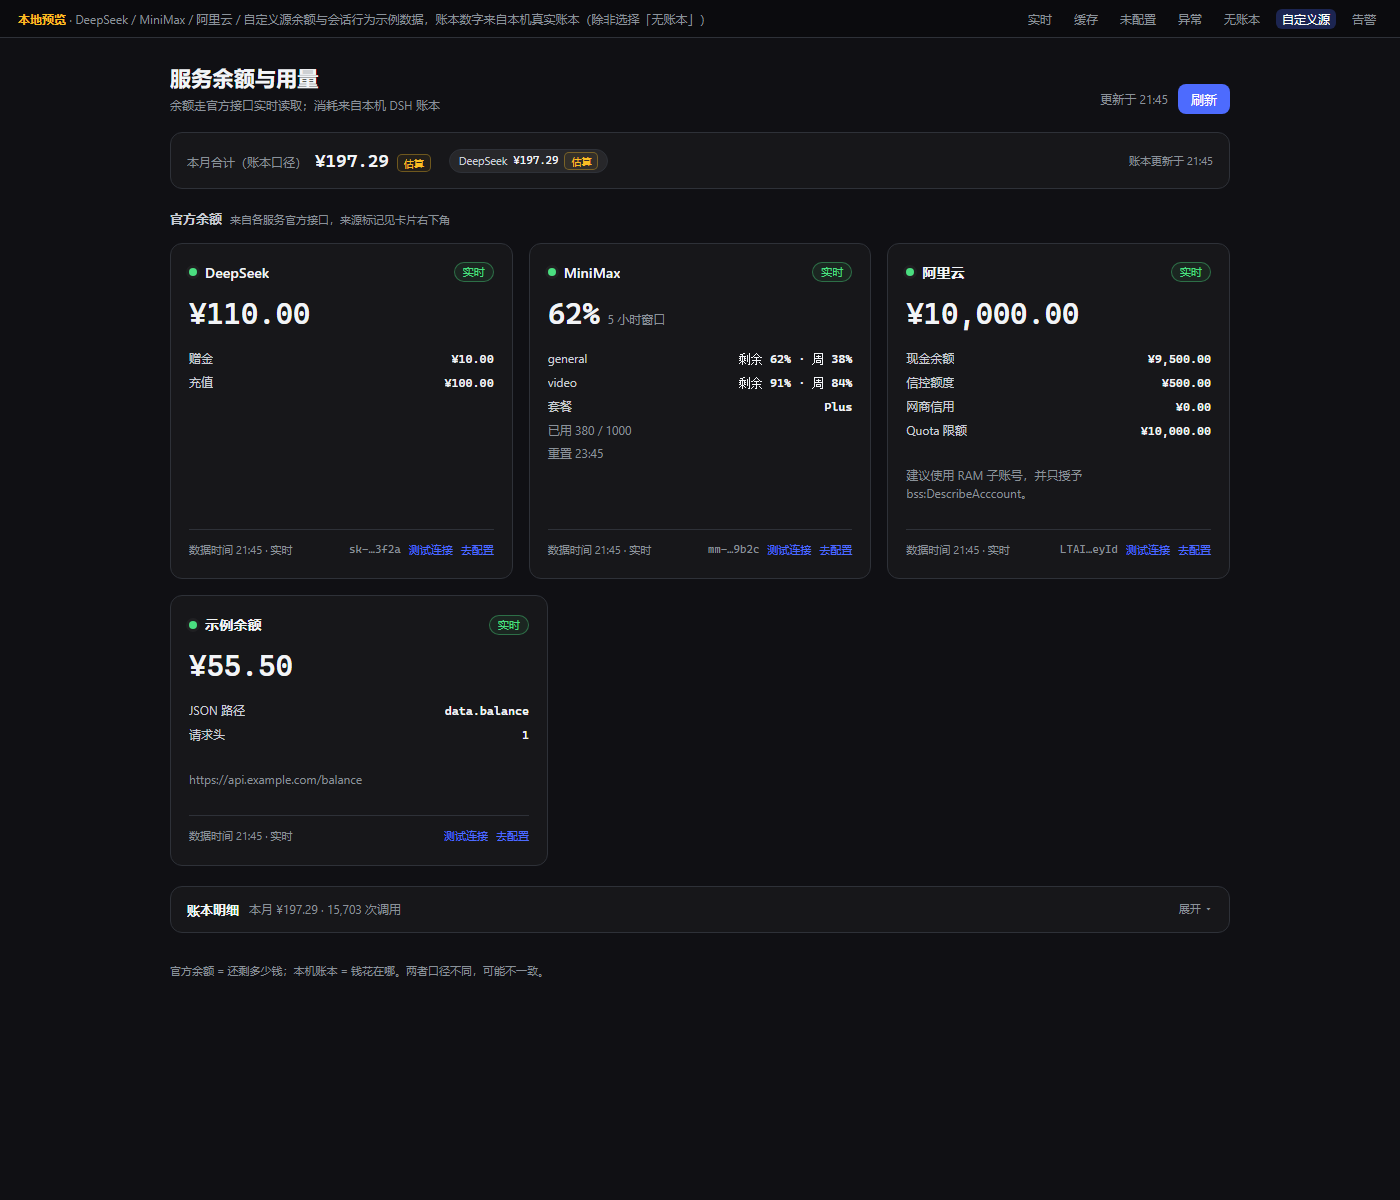 本地预览 · DeepSeek / MiniMax / 阿里云 / 自定义源余额与会话行为示例数据，账本数字来自本机真实账本（除非选择「无账本」）
实时 缓存 未配置 异常 无账本 自定义源 告警
服务余额与用量
余额走官方接口实时读取；消耗来自本机 DSH 账本
更新于 21:45 刷新
本月合计（账本口径） ¥197.29 估算 DeepSeek ¥197.29 估算 账本更新于 21:45
官方余额 来自各服务官方接口，来源标记见卡片右下角
DeepSeek 实时
¥110.00
赠金 ¥10.00
充值 ¥100.00
数据时间 21:45 · 实时 sk-…3f2a 测试连接 去配置
MiniMax 实时
62% 5 小时窗口
general 剩余 62% · 周 38%
video 剩余 91% · 周 84%
套餐 Plus
已用 380 / 1000
重置 23:45
数据时间 21:45 · 实时 mm-…9b2c 测试连接 去配置
阿里云 实时
¥10,000.00
现金余额 ¥9,500.00
信控额度 ¥500.00
网商信用 ¥0.00
Quota 限额 ¥10,000.00
建议使用 RAM 子账号，并只授予
bss:DescribeAcccount。
数据时间 21:45 · 实时 LTAI…eyId 测试连接 去配置
示例余额 实时
¥55.50
JSON 路径 data.balance
请求头 1
https://api.example.com/balance
数据时间 21:45 · 实时 测试连接 去配置
账本明细 本月 ¥197.29 · 15,703 次调用 展开
官方余额 = 还剩多少钱；本机账本 = 钱花在哪。两者口径不同，可能不一致。